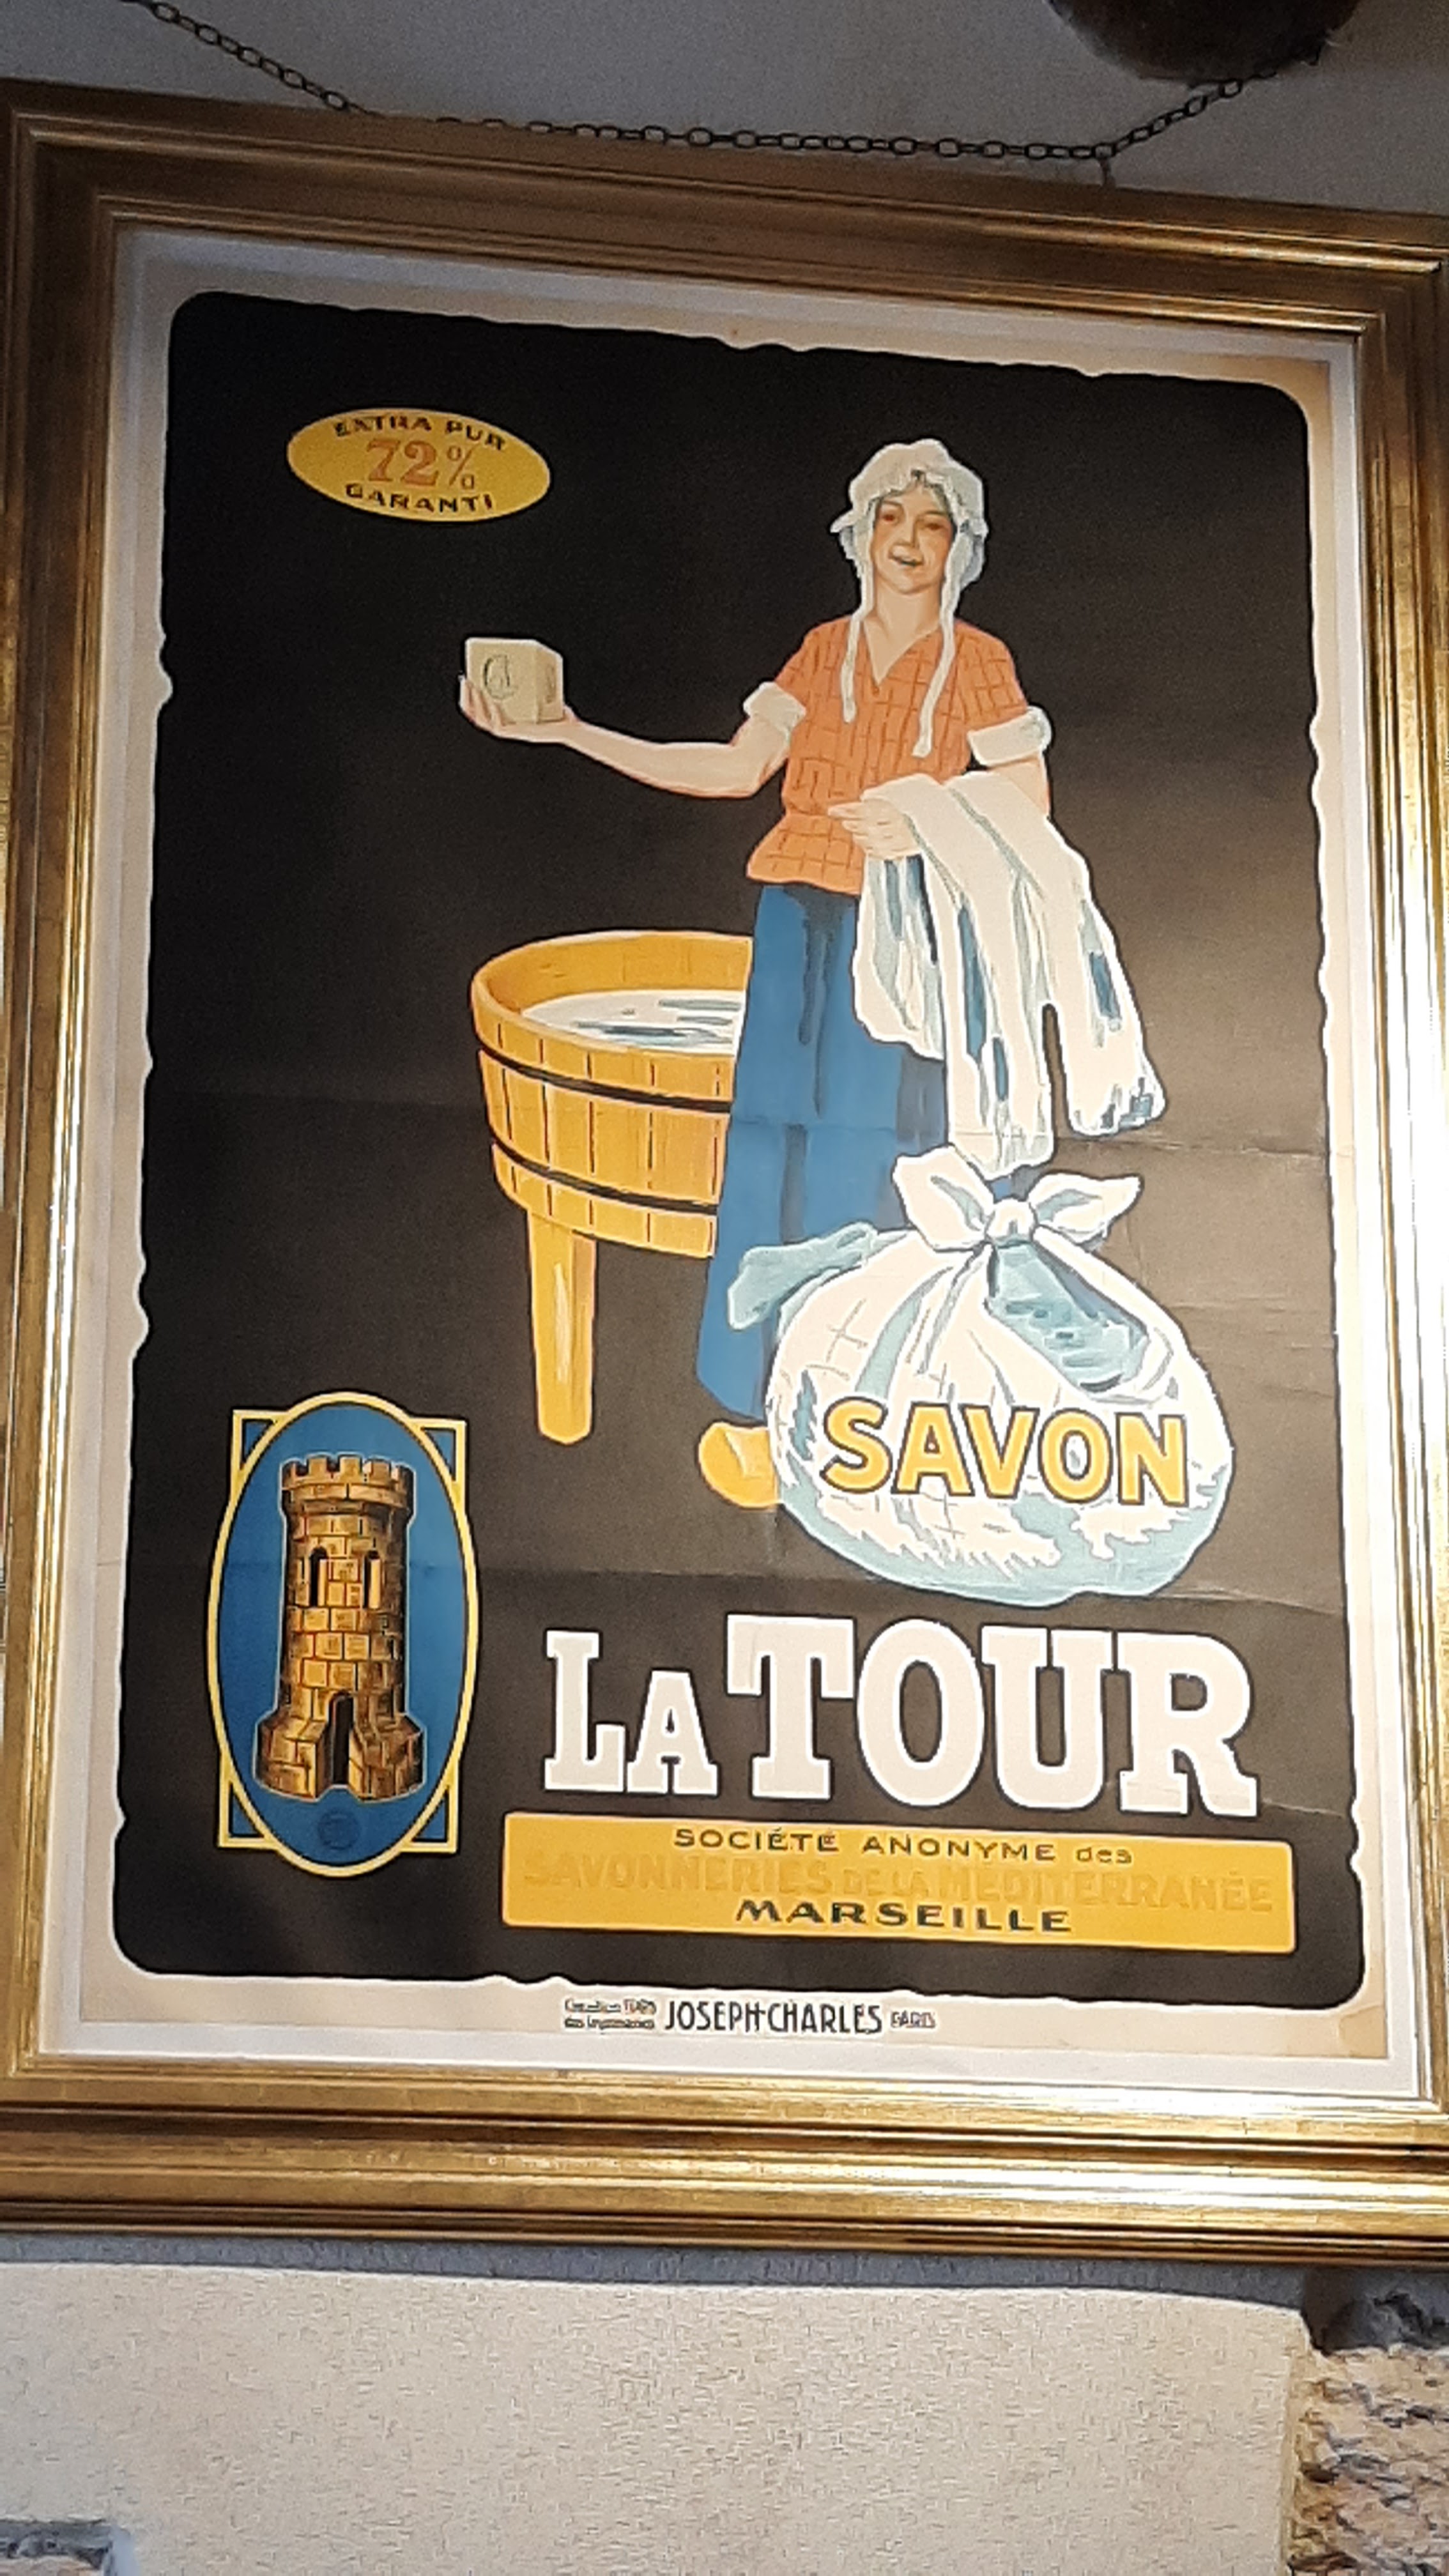 EXTRA PUR
72%
GARANTI
SAVON
LA TOUR
SOCIÉTÉ ANONYME des
SAVONNERIES DE LA MÉDITERRANÉE
MARSEILLE
JOSEPH-CHARLES PARIS